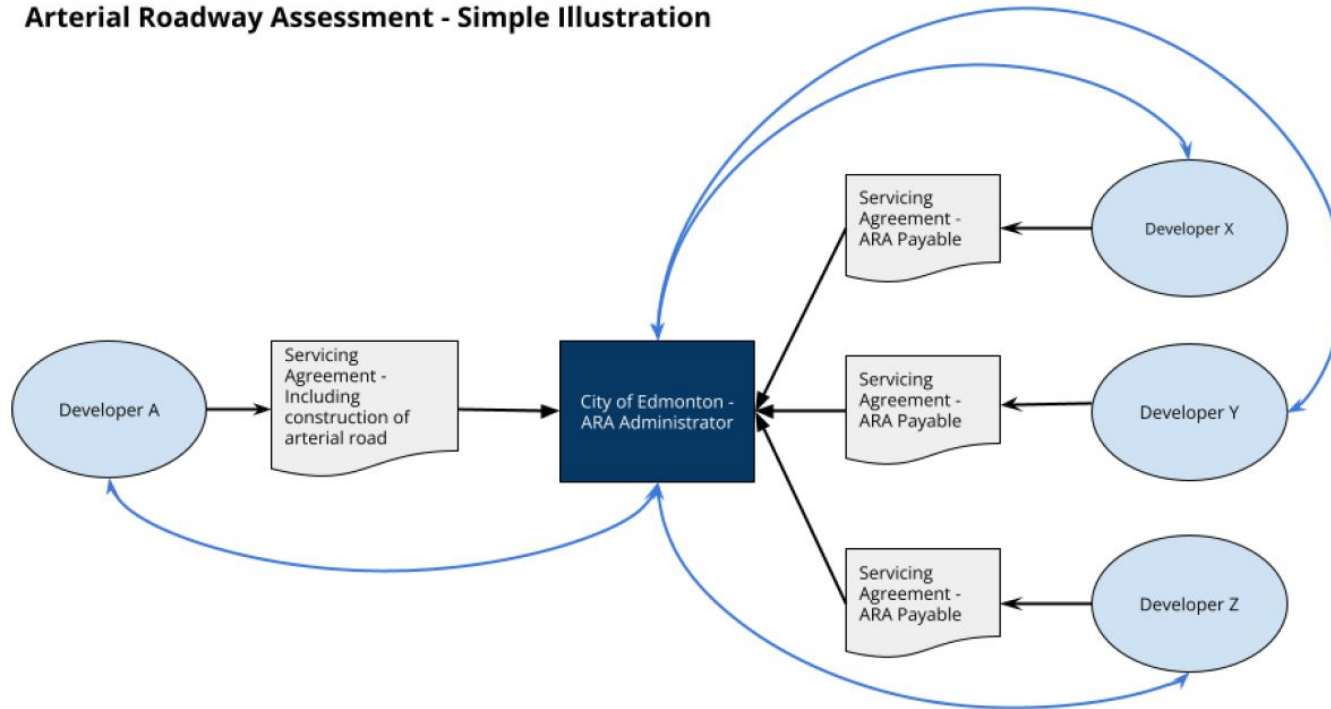 Arterial Roadway Assessment - Simple Illustration
Developer A
Servicing
Agreement -
Including
construction of
arterial road
City of Edmonton -
ARA Administrator
Servicing
Agreement -
ARA Payable
Developer X
Servicing
Agreement -
ARA Payable
Developer Y
Servicing
Agreement -
ARA Payable
Developer Z